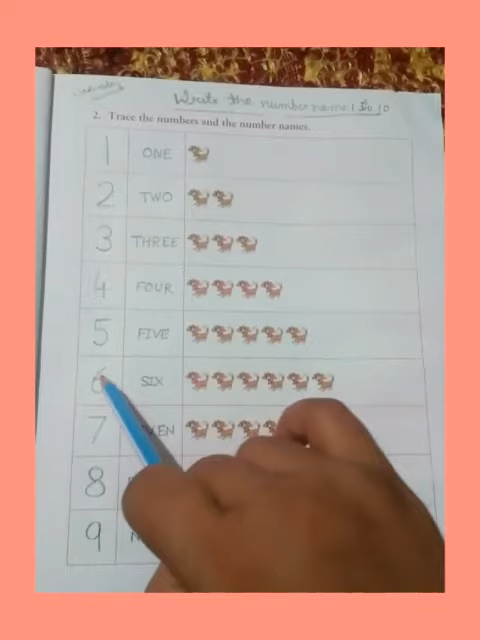 Wednesday
Write the number name 1 to 10
2. Trace the numbers and the number names.
1 ONE
2 TWO
3 THREE
4 FOUR
5 FIVE
6 SIX
7
8
9